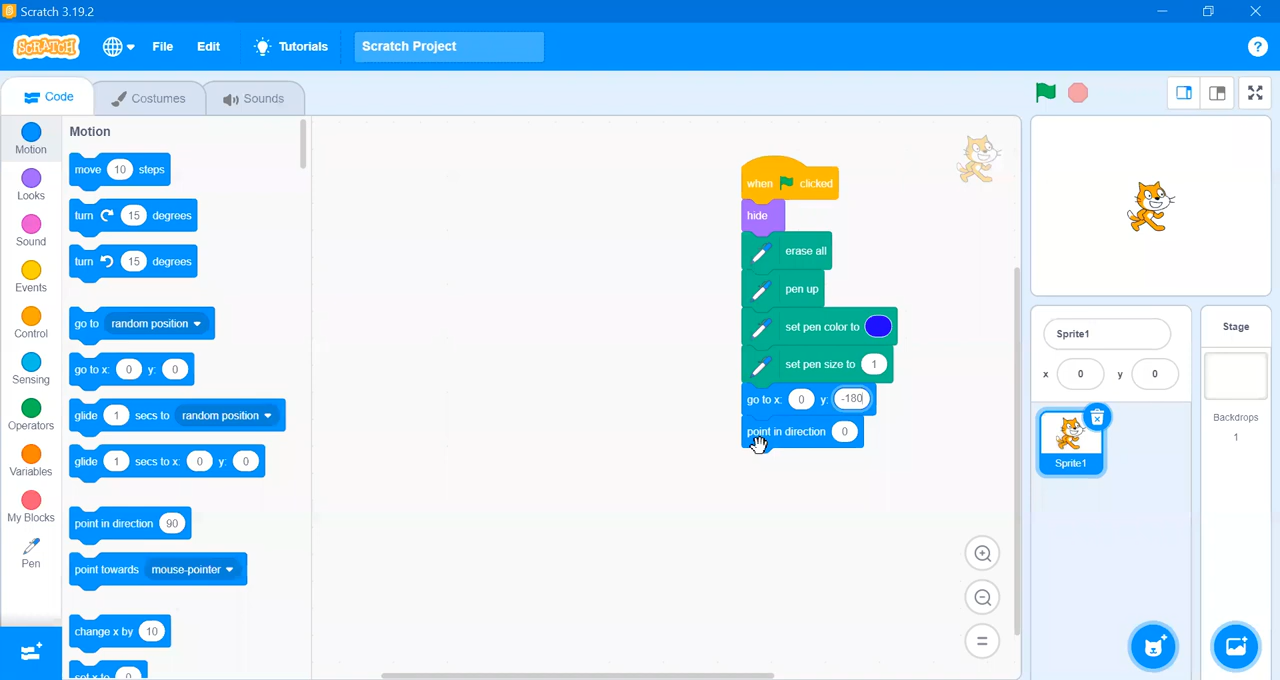 Scratch 3.19.2
SCRATCH File Edit Tutorials Scratch Project ?
Code Costumes Sounds
Motion
Looks
Sound
Events
Control
Sensing
Operators
Variables
My Blocks
Pen
Motion
move 10 steps
turn 15 degrees
turn 15 degrees
go to random position
go to x: 0 y: 0
glide 1 secs to random position
glide 1 secs to x: 0 y: 0
point in direction 90
point towards mouse-pointer
change x by 10
set x to 0
when clicked
hide
erase all
pen up
set pen color to
set pen size to 1
go to x: 0 y: -180
point in direction 0
Sprite1
x 0 y 0
Sprite1
Stage
Backdrops
1